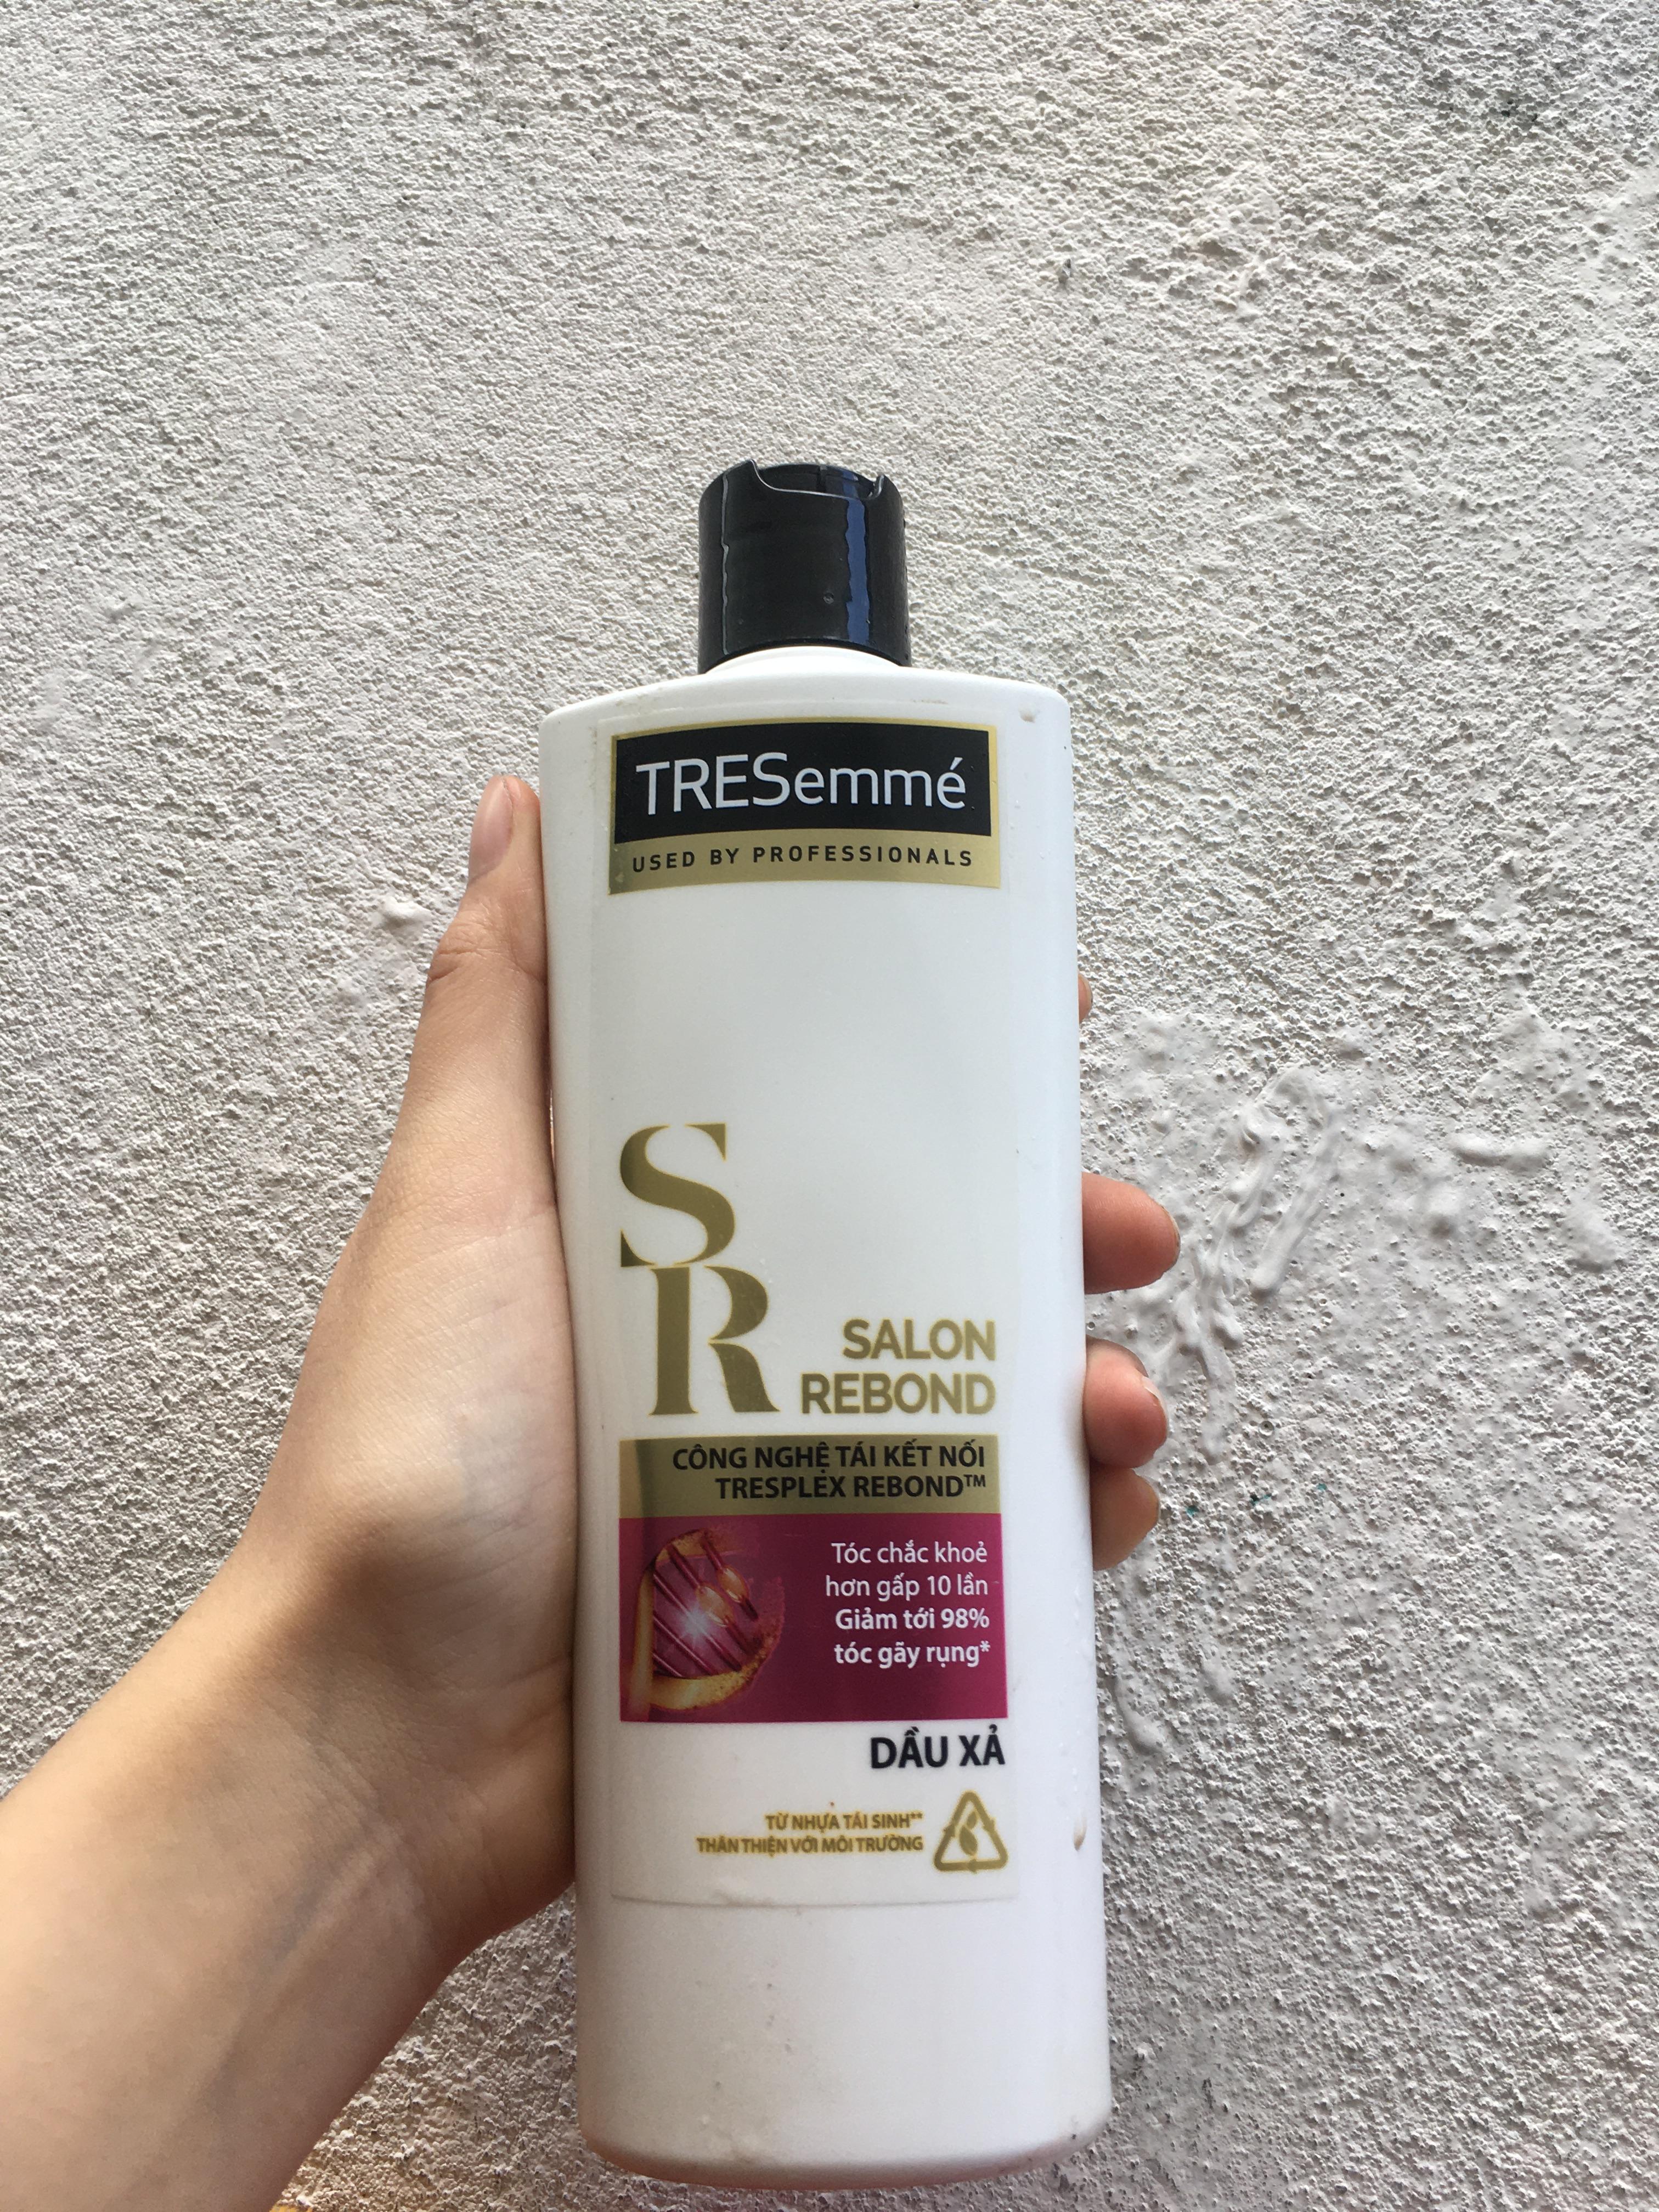 TRESemmé
USED BY PROFESSIONALS
SR
SALON
REBOND
CÔNG NGHỆ TÁI KẾT NỐI
TRESPLEX REBOND™
Tóc chắc khoẻ
hơn gấp 10 lần
Giảm tới 98%
tóc gãy rụng*
DẦU XẢ
TỪ NHỰA TÁI SINH**
THÂN THIỆN VỚI MÔI TRƯỜNG